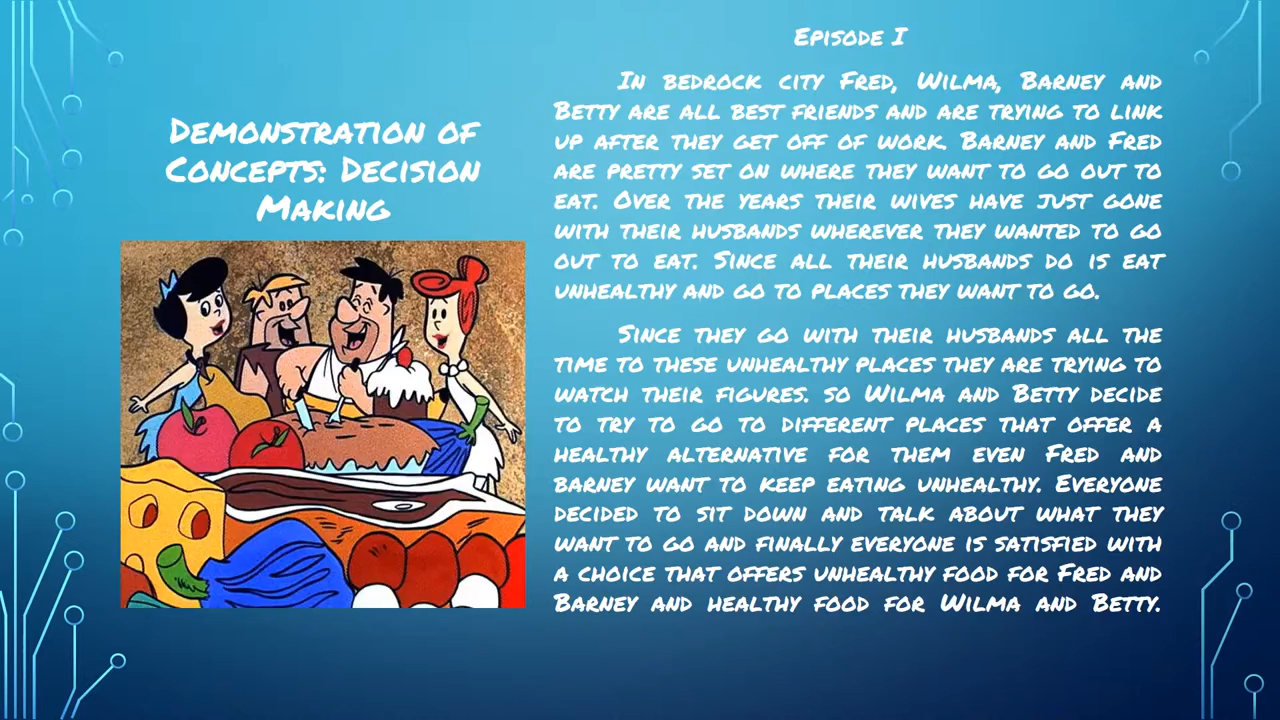 Demonstration of
Concepts: Decision
Making
Episode I
In bedrock city Fred, Wilma, Barney and
Betty are all best friends and are trying to link
up after they get off of work. Barney and Fred
are pretty set on where they want to go out to
eat. Over the years their wives have just gone
with their husbands wherever they wanted to go
out to eat. Since all their husbands do is eat
unhealthy and go to places they want to go.
Since they go with their husbands all the
time to these unhealthy places they are trying to
watch their figures. so Wilma and Betty decide
to try to go to different places that offer a
healthy alternative for them even Fred and
barney want to keep eating unhealthy. Everyone
decided to sit down and talk about what they
want to go and finally everyone is satisfied with
a choice that offers unhealthy food for Fred and
Barney and healthy food for Wilma and Betty.